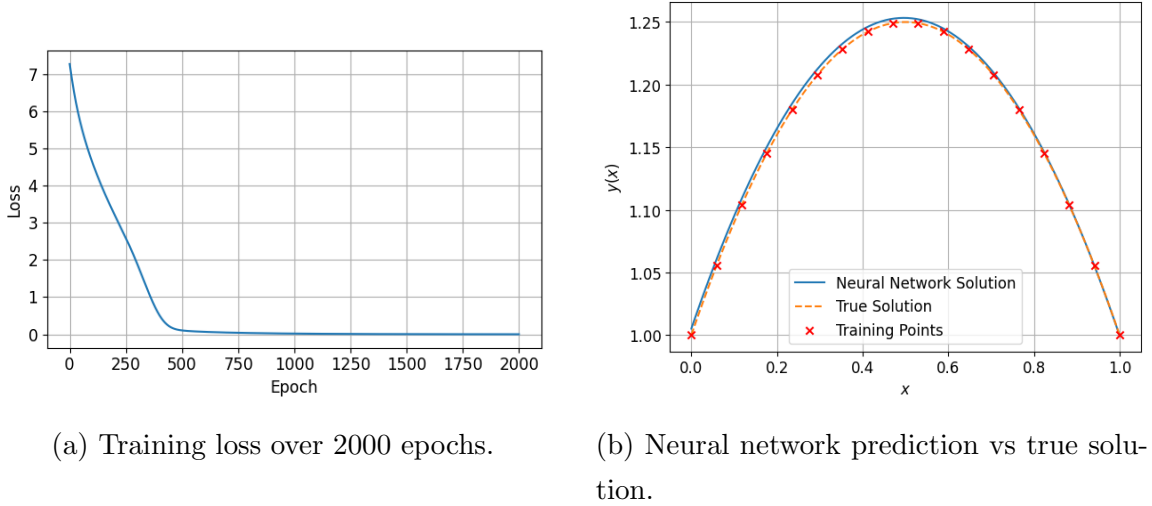 7
6
5
4
3
2
1
0
Loss
0 250 500 750 1000 1250 1500 1750 2000
Epoch
(a) Training loss over 2000 epochs.
1.25
1.20
1.15
1.10
1.05
1.00
y(x)
Neural Network Solution
True Solution
Training Points
0.0 0.2 0.4 0.6 0.8 1.0
x
(b) Neural network prediction vs true solu-
tion.